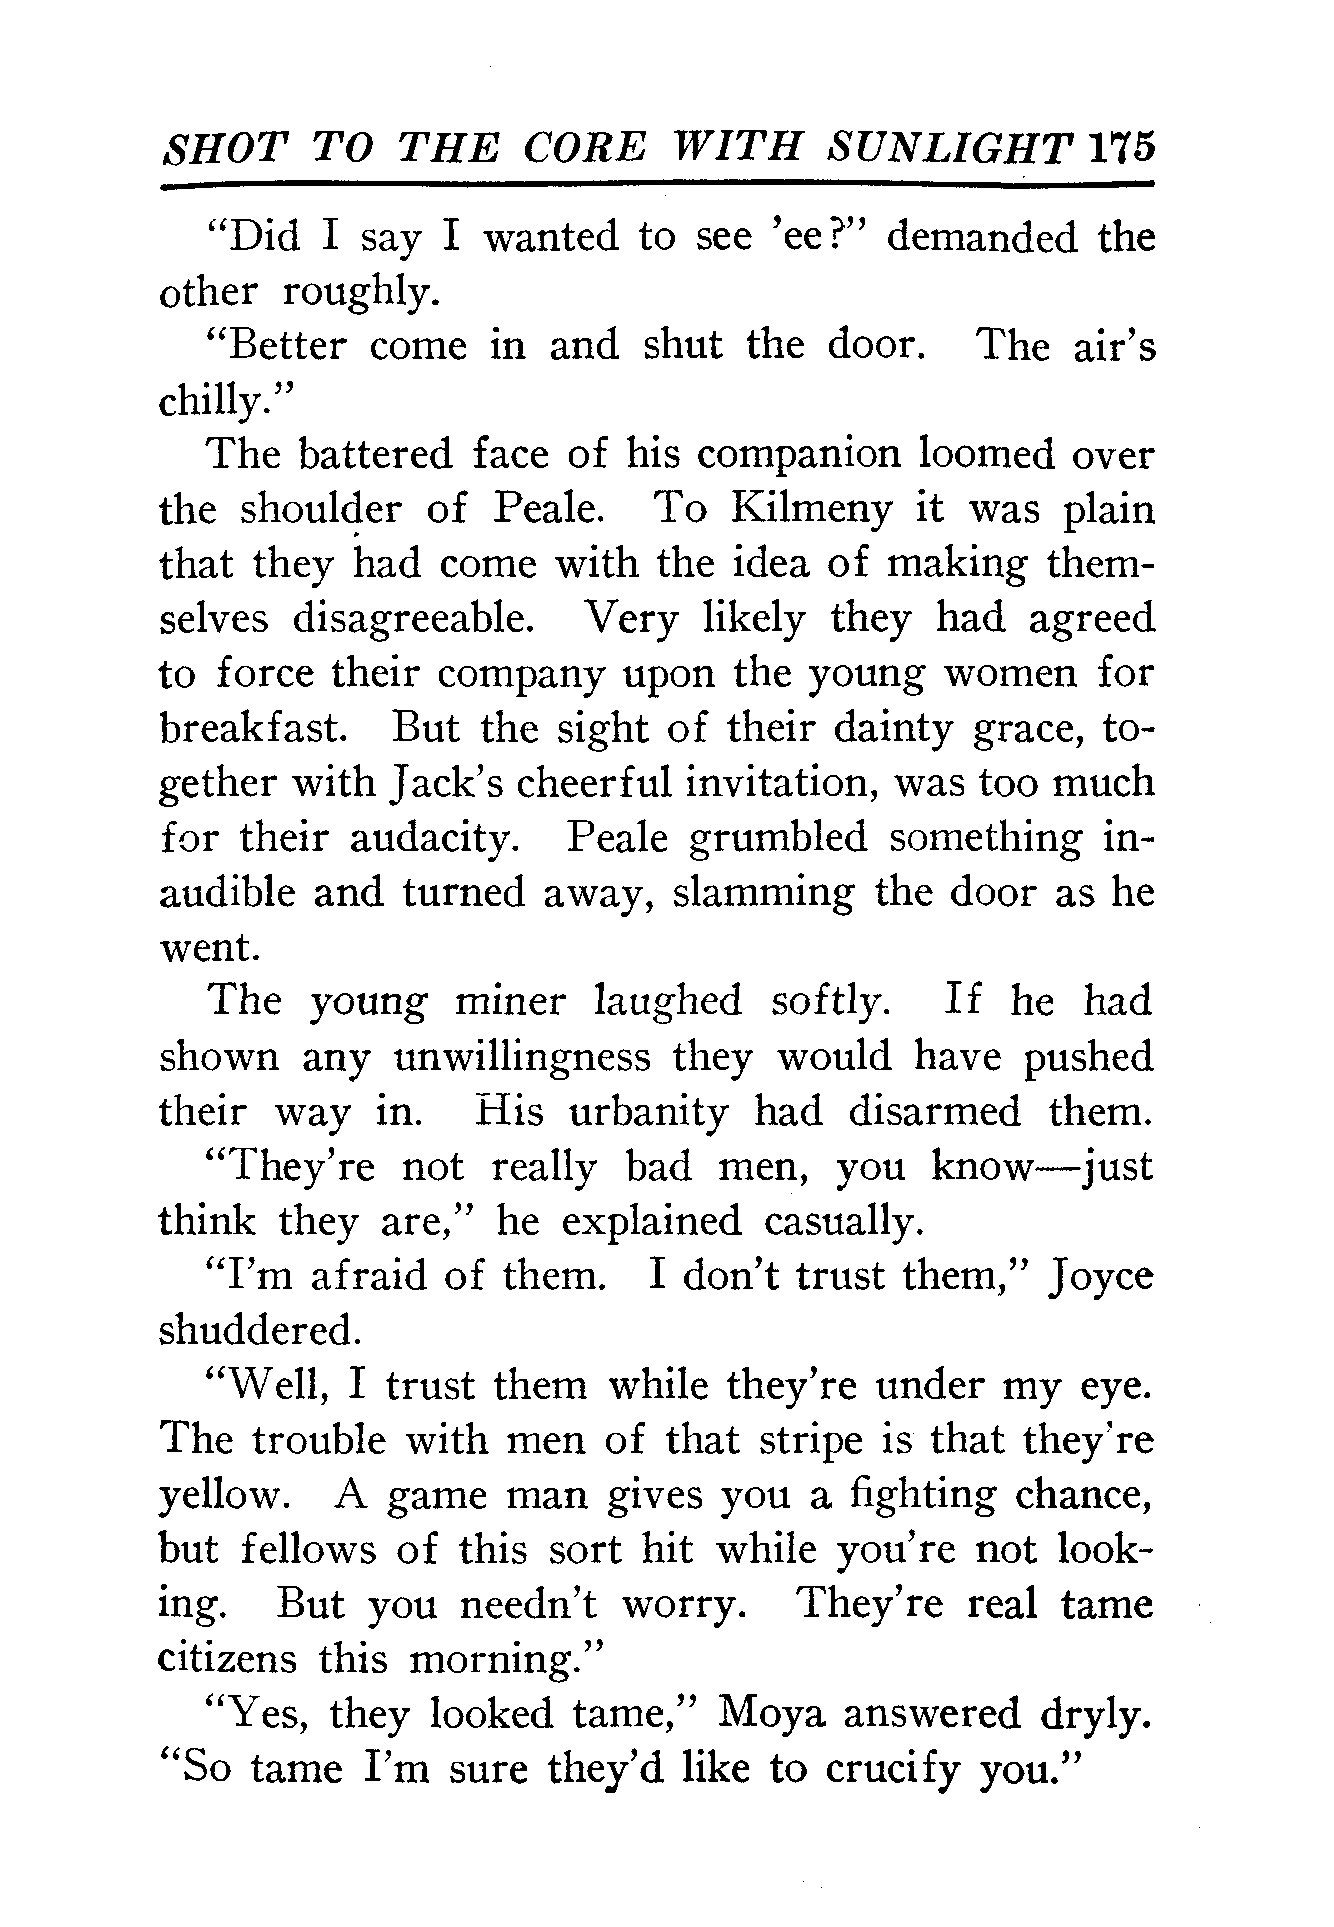 SHOT TO THE CORE WITH SUNLIGHT 175
“Did I say I wanted to see ’ee?” demanded the
other roughly.
“Better come in and shut the door. The air’s
chilly.”
The battered face of his companion loomed over
the shoulder of Peale. To Kilmeny it was plain
that they had come with the idea of making them-
selves disagreeable. Very likely they had agreed
to force their company upon the young women for
breakfast. But the sight of their dainty grace, to-
gether with Jack’s cheerful invitation, was too much
for their audacity. Peale grumbled something in-
audible and turned away, slamming the door as he
went.
The young miner laughed softly. If he had
shown any unwillingness they would have pushed
their way in. His urbanity had disarmed them.
“They’re not really bad men, you know—just
think they are,” he explained casually.
“I’m afraid of them. I don’t trust them,” Joyce
shuddered.
“Well, I trust them while they’re under my eye.
The trouble with men of that stripe is that they’re
yellow. A game man gives you a fighting chance,
but fellows of this sort hit while you’re not look-
ing. But you needn’t worry. They’re real tame
citizens this morning.”
“Yes, they looked tame,” Moya answered dryly.
“So tame I’m sure they’d like to crucify you.”